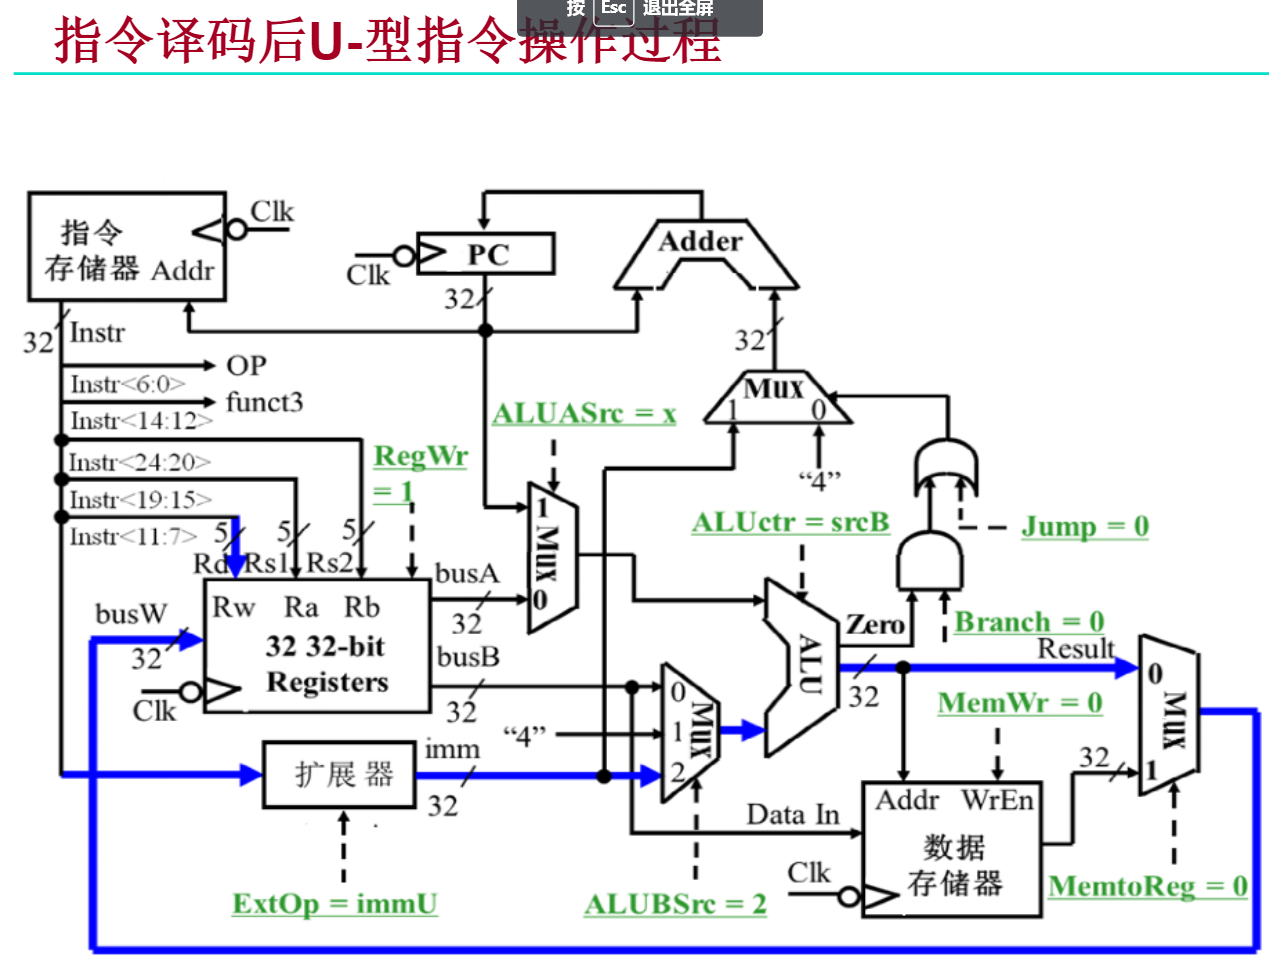 按 Esc 退出全屏
指令译码后U-型指令操作过程
指令
存储器
Addr
Clk
PC
Clk
32
Adder
32
Instr
32
OP
Instr<6:0>
funct3
Instr<14:12>
Instr<24:20>
Instr<19:15>
Instr<11:7>
5
5
5
Rd
Rs1
Rs2
RegWr
= 1
ALUASrc = x
Mux
1
0
"4"
1
Mux
0
ALUctr = srcB
Jump = 0
Branch = 0
busW
32
Rw Ra Rb
32 32-bit
Registers
Clk
busA
32
busB
32
Zero
ALU
32
Result
MemWr = 0
0
Mux
1
"4"
0
1
2
Mux
扩展器
imm
32
Data In
Addr WrEn
数据
存储器
Clk
32
MemtoReg = 0
ExtOp = immU
ALUBSrc = 2